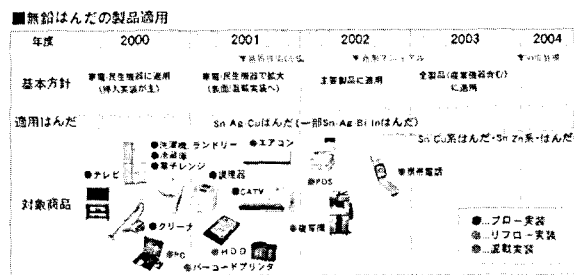 ■無鉛はんだの製品適用
年度 2000 2001 2002 2003 2004
基本方針
家電・民生機器に適用
(挿入実装が主)
家電・民生機器で拡大
(表面/混載実装へ)
主要製品に適用
全製品(産業機器含む)
に適用
適用はんだ
Sn-Ag-Cuはんだ(一部Sn-Ag-Bi-Inはんだ)
Sn-Cu系はんだ・Sn-Zn系はんだ
対象商品
●洗濯機、ランドリー
●冷蔵庫
●電子レンジ
●エアコン
●テレビ
●調理器
●POS
●携帯電話
●CATV
●クリーナ
●複写機
●PC
●HDD
●バーコードプリンタ
●…フロー実装
●…リフロー実装
●…混載実装